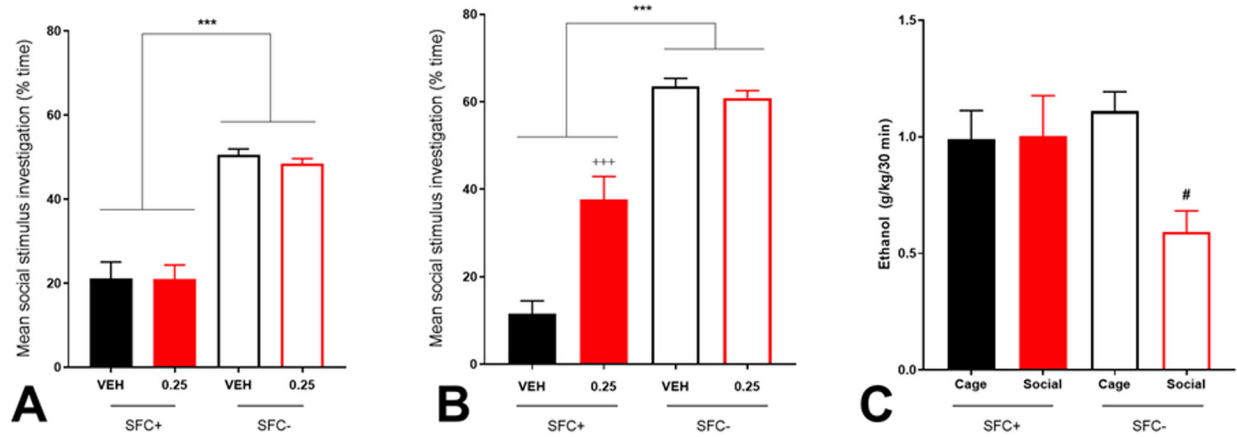 Mean social stimulus investigation (% time)
80
60
40
20
0
***
VEH
0.25
VEH
0.25
SFC+
SFC-
A
Mean social stimulus investigation (% time)
80
60
40
20
0
***
+++
VEH
0.25
VEH
0.25
SFC+
SFC-
B
Ethanol (g/kg/30 min)
1.5
1.0
0.5
0.0
#
Cage
Social
Cage
Social
SFC+
SFC-
C